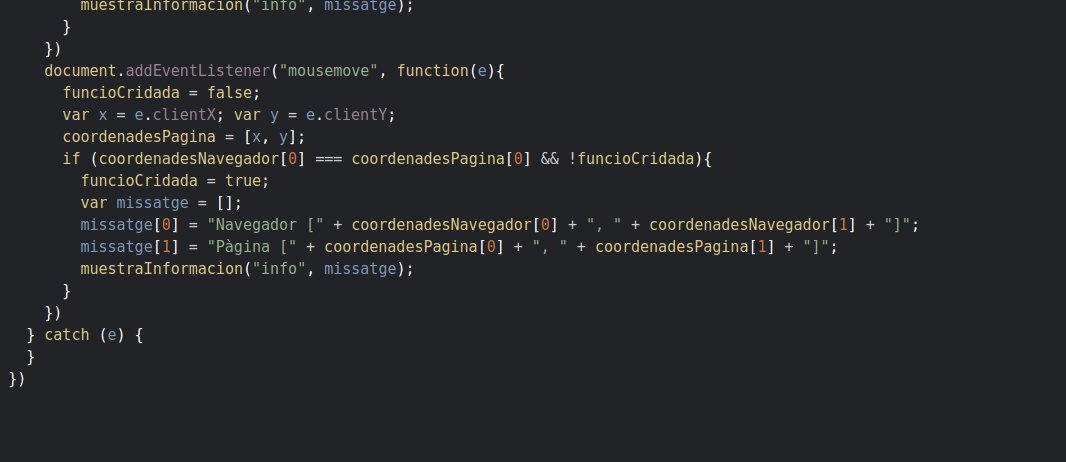 muestraInformacion("info", missatge);
}
})
document.addEventListener("mousemove", function(e){
funcioCridada = false;
var x = e.clientX; var y = e.clientY;
coordenadesPagina = [x, y];
if (coordenadesNavegador[0] === coordenadesPagina[0] && !funcioCridada){
funcioCridada = true;
var missatge = [];
missatge[0] = "Navegador [" + coordenadesNavegador[0] + ", " + coordenadesNavegador[1] + "]";
missatge[1] = "Pàgina [" + coordenadesPagina[0] + ", " + coordenadesPagina[1] + "]";
muestraInformacion("info", missatge);
}
})
} catch (e) {
}
})